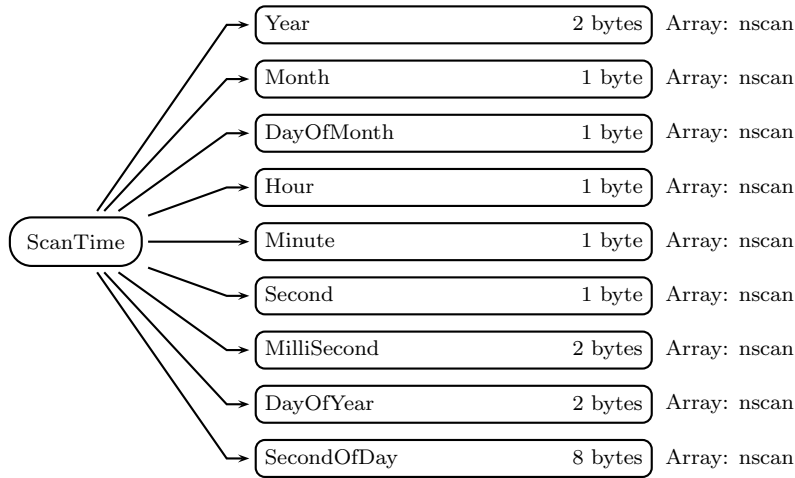 Year 2 bytes Array: nscan
Month 1 byte Array: nscan
DayOfMonth 1 byte Array: nscan
Hour 1 byte Array: nscan
ScanTime
Minute 1 byte Array: nscan
Second 1 byte Array: nscan
MilliSecond 2 bytes Array: nscan
DayOfYear 2 bytes Array: nscan
SecondOfDay 8 bytes Array: nscan